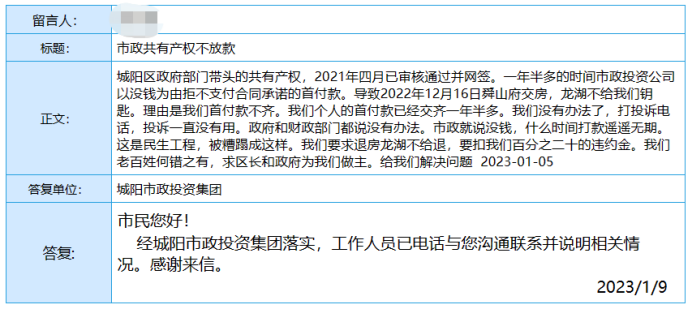 留言人：
标题： 市政共有产权不放款
城阳区政府部门带头的共有产权，2021年四月已审核通过并网签。一年半多的时间市政投资公司
以没钱为由拒不支付合同承诺的首付款。导致2022年12月16日舜山府交房，龙湖不给我们钥
匙。理由是我们首付款不齐。我们个人的首付款已经交齐一年半多。我们没有办法了，打投诉电
正文： 话，投诉一直没有用。政府和财政部门都说没有办法。市政就说没钱，什么时间打款遥遥无期。
这是民生工程，被糟蹋成这样。我们要求退房龙湖不给退，要扣我们百分之二十的违约金。我们
老百姓何错之有，求区长和政府为我们做主。给我们解决问题 2023-01-05
答复单位： 城阳市政投资集团
市民您好！
答复： 经城阳市政投资集团落实，工作人员已电话与您沟通联系并说明相关情
况。感谢来信。
2023/1/9